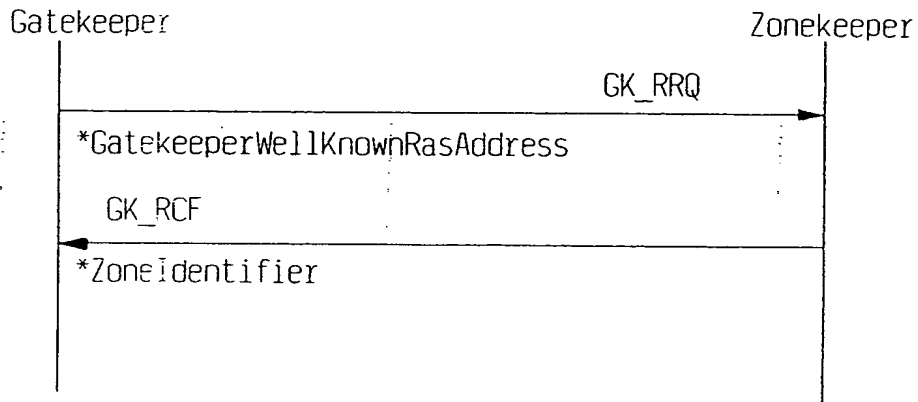 Gatekeeper
Zonekeeper
GK_RRQ
*GatekeeperWellKnownRasAddress
GK_RCF
*ZoneIdentifier